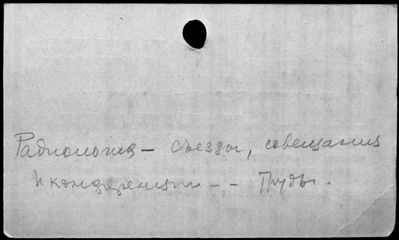 Радиология — Съезды, совещания
и конференции - - Труды.